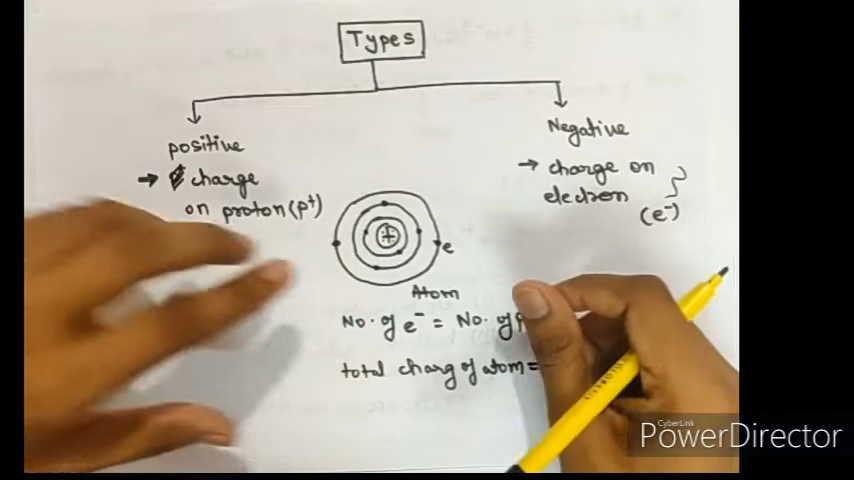 Types
positive
→ charge
on proton (p+)
Negative
→ charge on
electron
(e⁻)
+
e
Atom
No. of e⁻ = No. of
total charg of atom =
CyberLink
PowerDirector